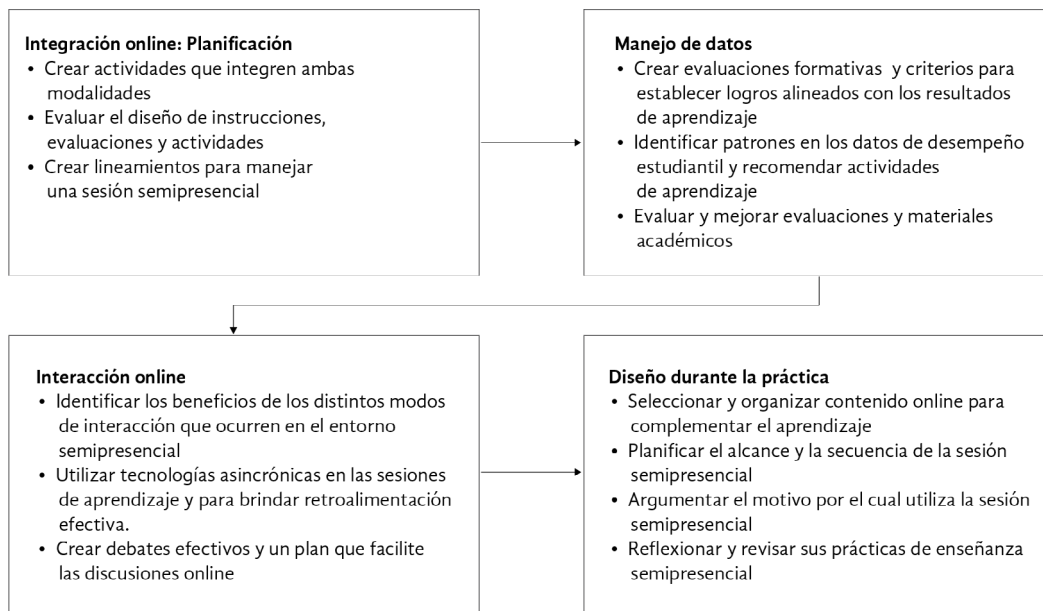 Integración online: Planificación
• Crear actividades que integren ambas
modalidades
• Evaluar el diseño de instrucciones,
evaluaciones y actividades
• Crear lineamientos para manejar
una sesión semipresencial
Manejo de datos
• Crear evaluaciones formativas y criterios para
establecer logros alineados con los resultados
de aprendizaje
• Identificar patrones en los datos de desempeño
estudiantil y recomendar actividades
de aprendizaje
• Evaluar y mejorar evaluaciones y materiales
académicos
Interacción online
• Identificar los beneficios de los distintos modos
de interacción que ocurren en el entorno
semipresencial
• Utilizar tecnologías asincrónicas en las sesiones
de aprendizaje y para brindar retroalimentación
efectiva.
• Crear debates efectivos y un plan que facilite
las discusiones online
Diseño durante la práctica
• Seleccionar y organizar contenido online para
complementar el aprendizaje
• Planificar el alcance y la secuencia de la sesión
semipresencial
• Argumentar el motivo por el cual utiliza la sesión
semipresencial
• Reflexionar y revisar sus prácticas de enseñanza
semipresencial